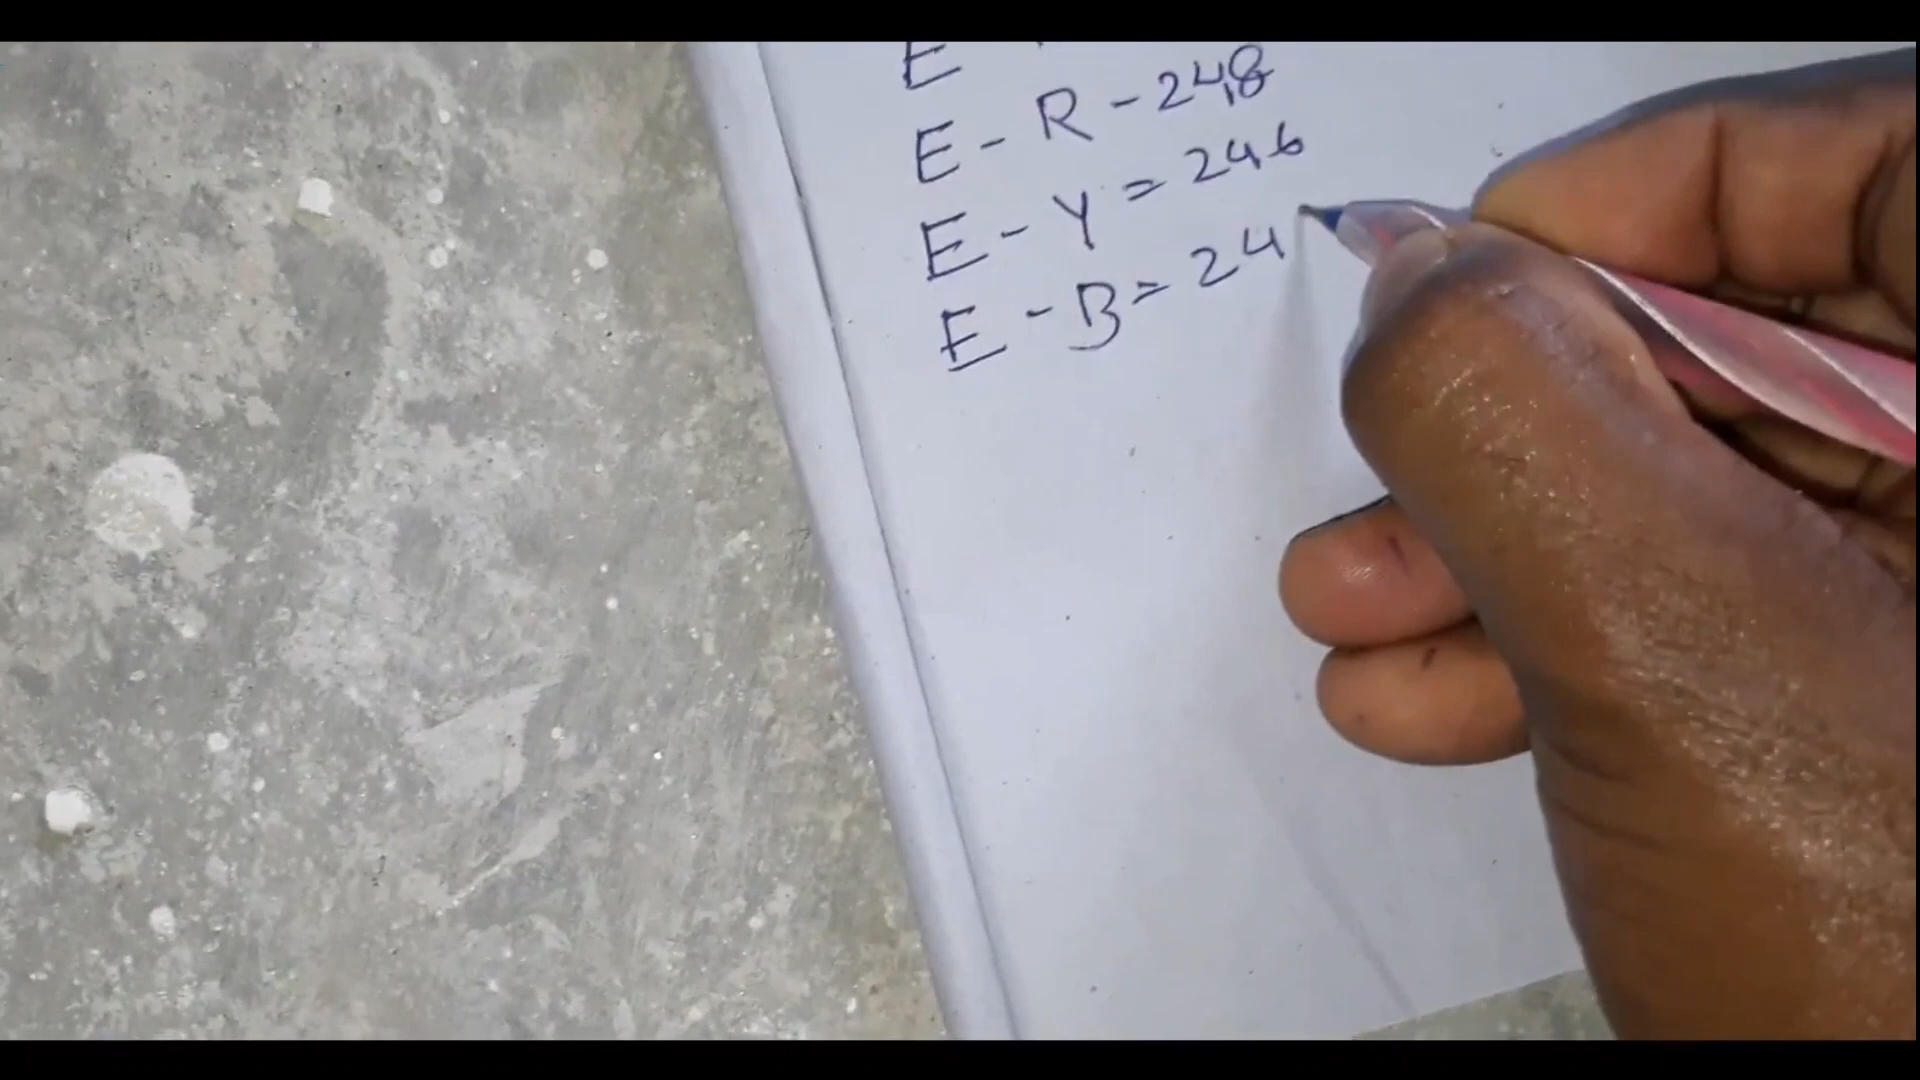 E -
E - R - 248
E - Y = 246
E - B = 24